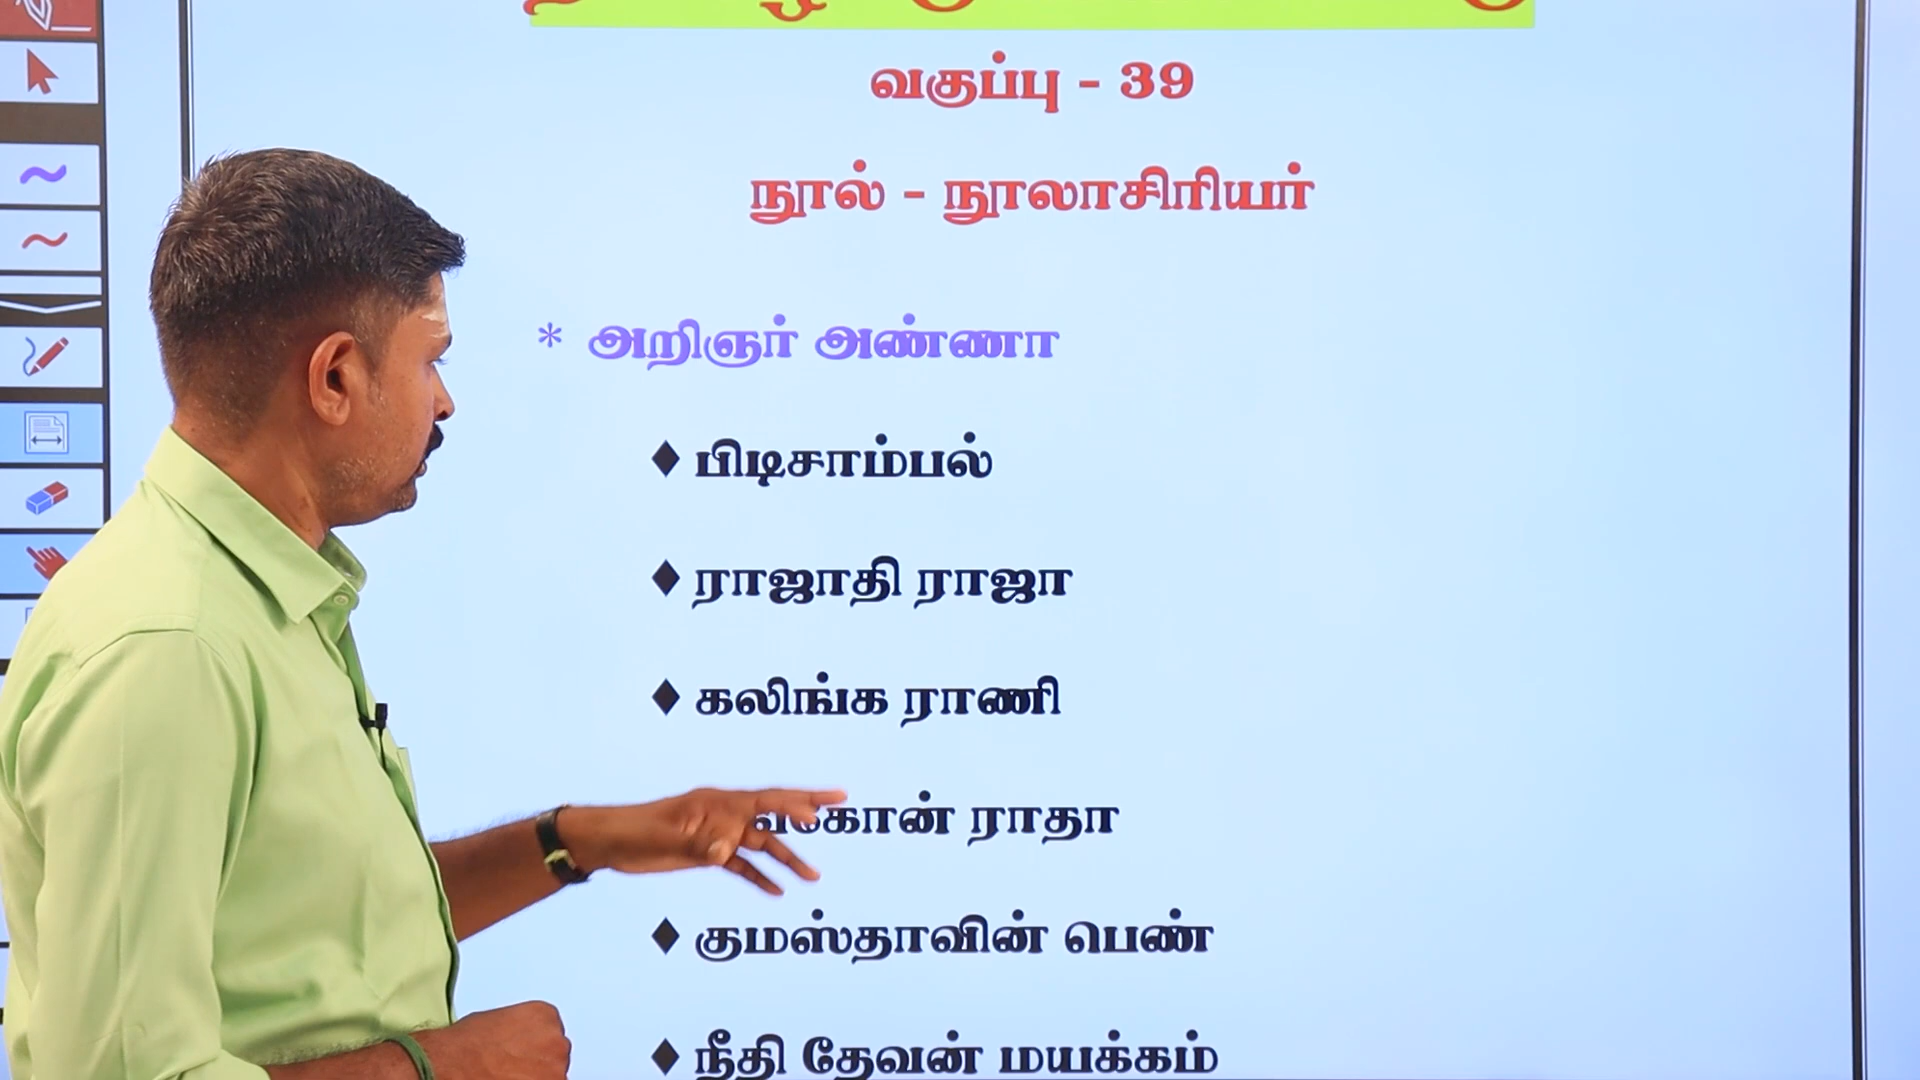 வகுப்பு - 39
நூல் - நூலாசிரியர்
* அறிஞர் அண்ணா
♦ பிடிசாம்பல்
♦ ராஜாதி ராஜா
♦ கலிங்க ராணி
ராதா
♦ குமஸ்தாவின் பெண்
♦ நீதி தேவன் மயக்கம்